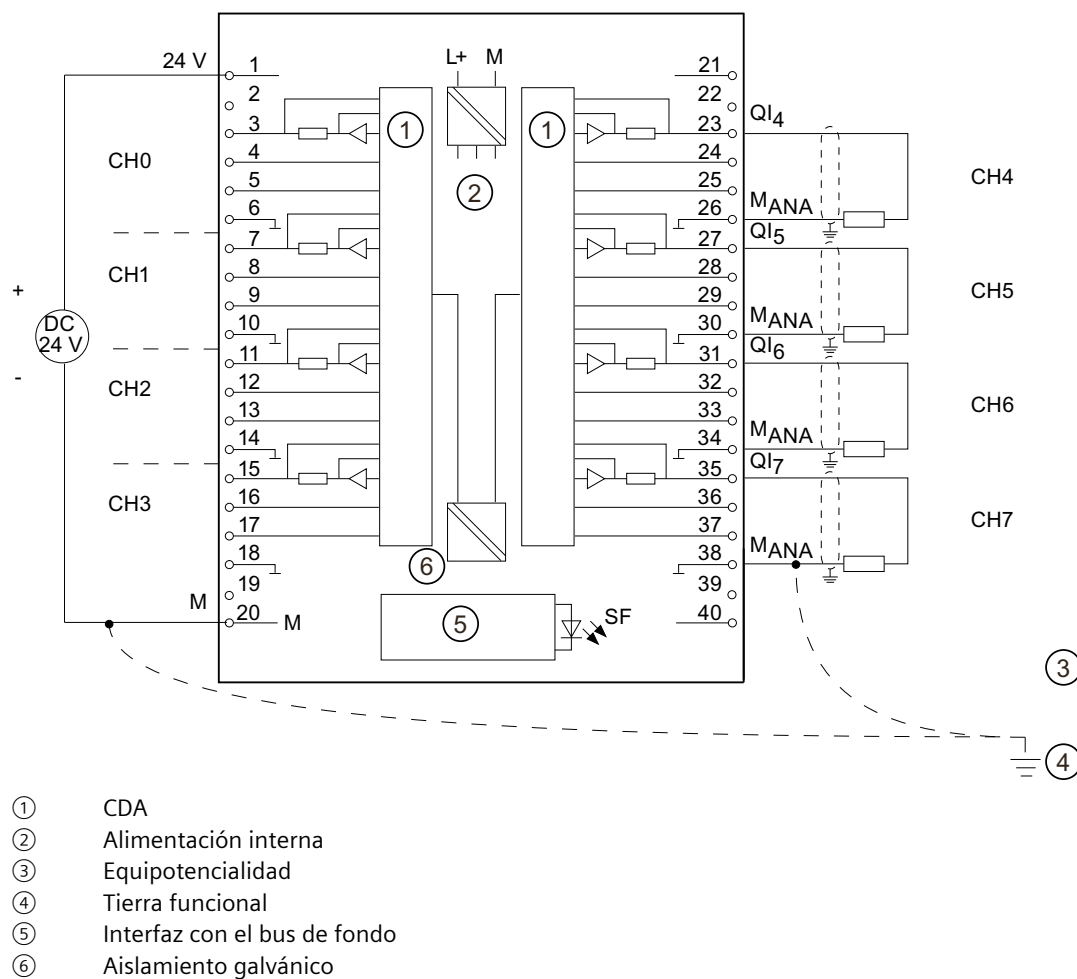 24 V 1 L+ M 21
2 22
3 ① ① 23 QI4
CH0 4 24 CH4
5 ② 25
6 26 MANA
7 27 QI5
CH1 8 28
+ 9 29 CH5
10 30 MANA
DC
24 V 11 31 QI6
-
CH2 12 32 CH6
13 33
14 34 MANA
15 35 QI7
CH3 16 36 CH7
17 37
18 ⑥ 38 MANA
19 39
M 20 M ⑤ SF 40
③
④
① CDA
② Alimentación interna
③ Equipotencialidad
④ Tierra funcional
⑤ Interfaz con el bus de fondo
⑥ Aislamiento galvánico